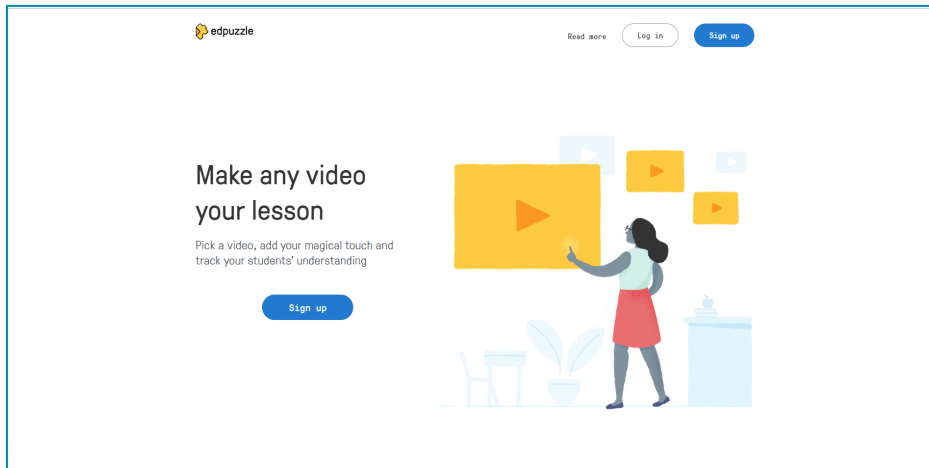 edpuzzle
Read more
Log in
Sign up
Make any video
your lesson
Pick a video, add your magical touch and
track your students' understanding
Sign up